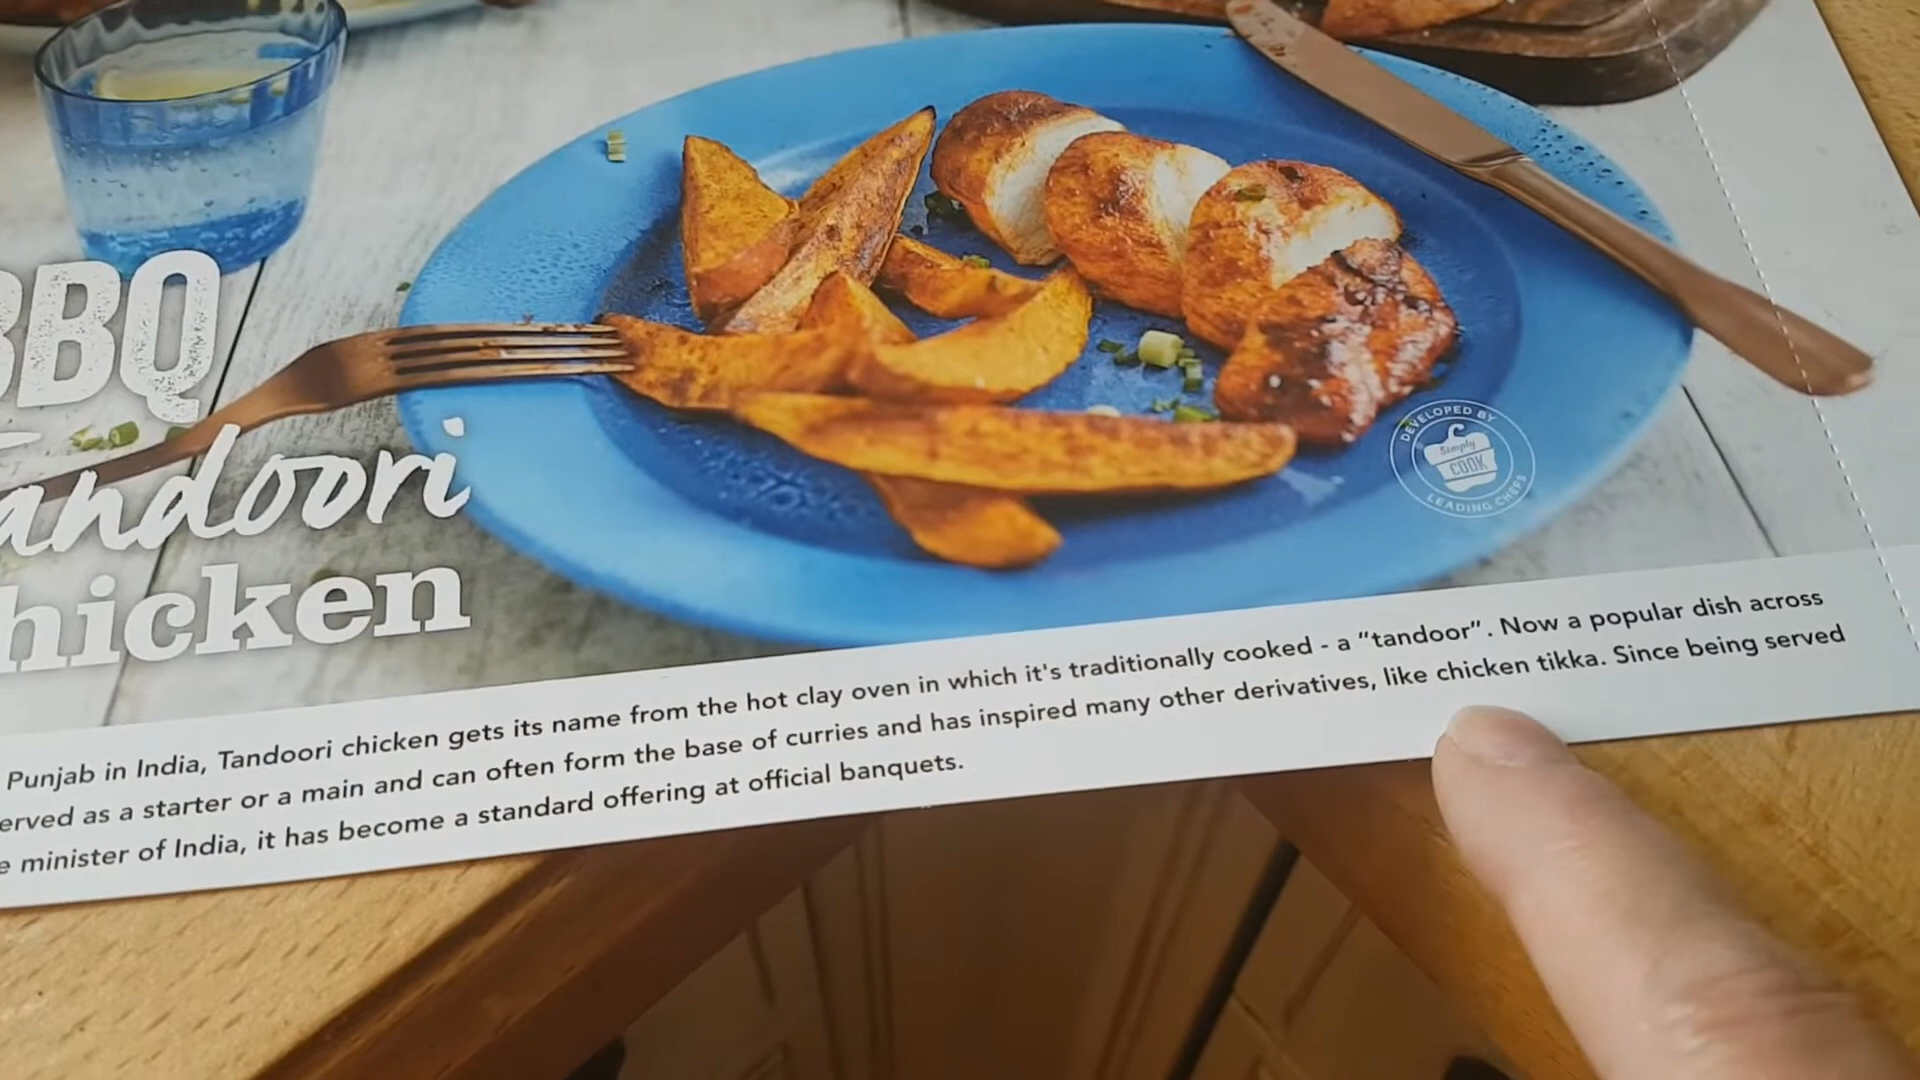 BBQ
andoori
hicken
DEVELOPED BY
Simply
COOK
LEADING CHEFS
Punjab in India, Tandoori chicken gets its name from the hot clay oven in which it's traditionally cooked - a "tandoor". Now a popular dish across
erved as a starter or a main and can often form the base of curries and has inspired many other derivatives, like chicken tikka. Since being served
e minister of India, it has become a standard offering at official banquets.